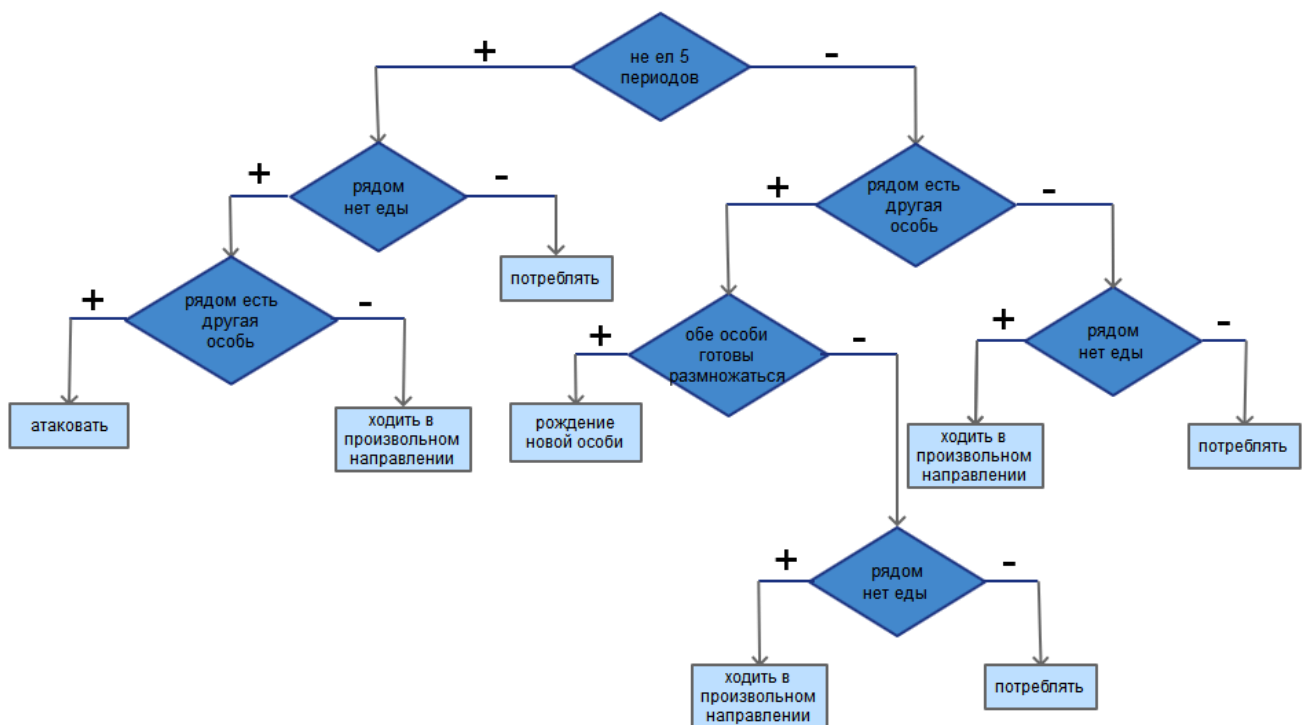 +
не ел 5
периодов
-
+
рядом
нет еды
-
+
рядом есть
другая
особь
-
потреблять
+
рядом есть
другая
особь
-
+
обе особи
готовы
размножаться
-
+
рядом
нет еды
-
атаковать
ходить в
произвольном
направлении
рождение
новой особи
ходить в
произвольном
направлении
потреблять
+
рядом
нет еды
-
ходить в
произвольном
направлении
потреблять